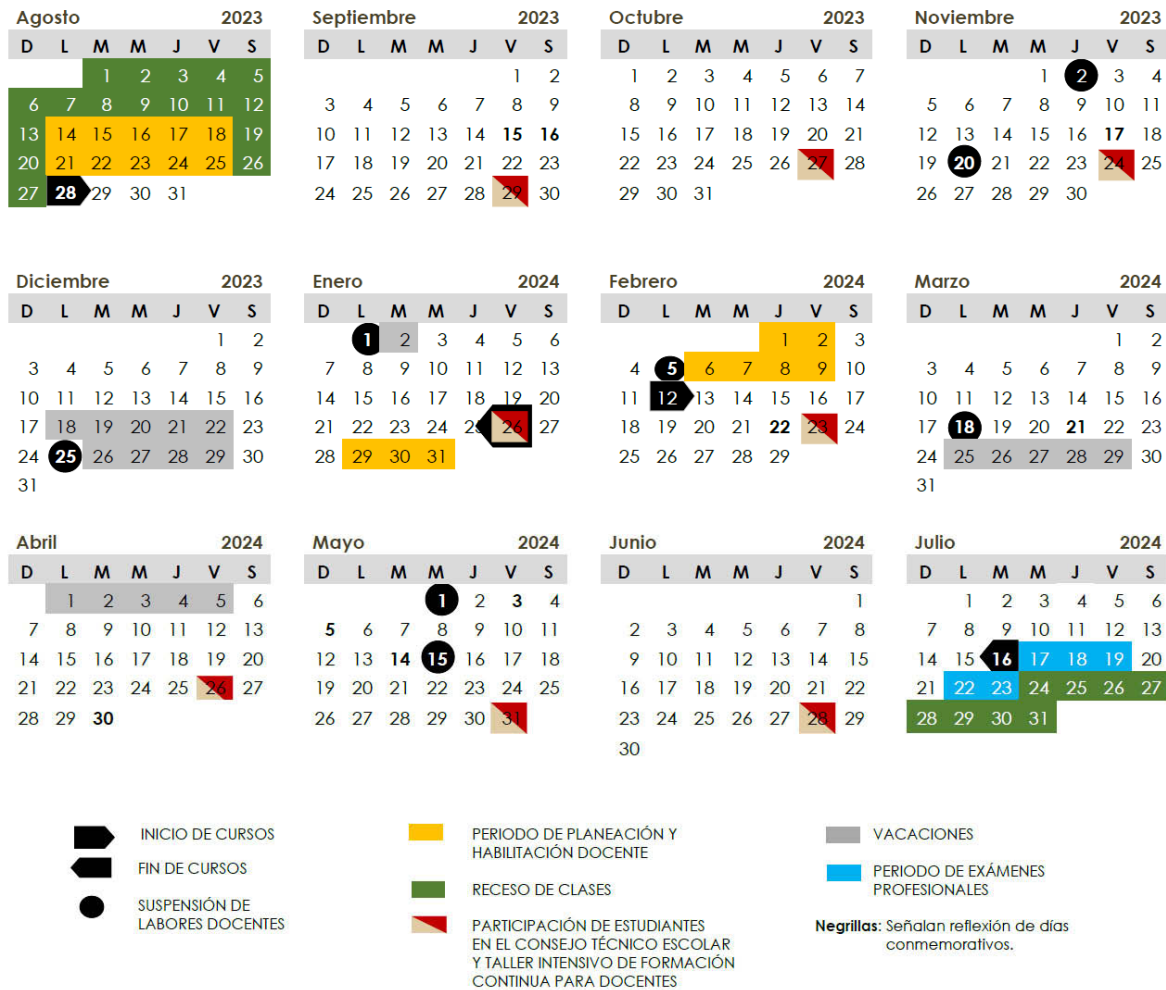 Agosto 2023
D L M M J V S
1 2 3 4 5
6 7 8 9 10 11 12
13 14 15 16 17 18 19
20 21 22 23 24 25 26
27 28 29 30 31
Septiembre 2023
D L M M J V S
1 2
3 4 5 6 7 8 9
10 11 12 13 14 15 16
17 18 19 20 21 22 23
24 25 26 27 28 29 30
Octubre 2023
D L M M J V S
1 2 3 4 5 6 7
8 9 10 11 12 13 14
15 16 17 18 19 20 21
22 23 24 25 26 27 28
29 30 31
Noviembre 2023
D L M M J V S
1 2 3 4
5 6 7 8 9 10 11
12 13 14 15 16 17 18
19 20 21 22 23 24 25
26 27 28 29 30
Diciembre 2023
D L M M J V S
1 2
3 4 5 6 7 8 9
10 11 12 13 14 15 16
17 18 19 20 21 22 23
24 25 26 27 28 29 30
31
Enero 2024
D L M M J V S
1 2 3 4 5 6
7 8 9 10 11 12 13
14 15 16 17 18 19 20
21 22 23 24 25 26 27
28 29 30 31
Febrero 2024
D L M M J V S
1 2 3
4 5 6 7 8 9 10
11 12 13 14 15 16 17
18 19 20 21 22 23 24
25 26 27 28 29
Marzo 2024
D L M M J V S
1 2
3 4 5 6 7 8 9
10 11 12 13 14 15 16
17 18 19 20 21 22 23
24 25 26 27 28 29 30
31
Abril 2024
D L M M J V S
1 2 3 4 5 6
7 8 9 10 11 12 13
14 15 16 17 18 19 20
21 22 23 24 25 26 27
28 29 30
Mayo 2024
D L M M J V S
1 2 3 4
5 6 7 8 9 10 11
12 13 14 15 16 17 18
19 20 21 22 23 24 25
26 27 28 29 30 31
Junio 2024
D L M M J V S
1
2 3 4 5 6 7 8
9 10 11 12 13 14 15
16 17 18 19 20 21 22
23 24 25 26 27 28 29
30
Julio 2024
D L M M J V S
1 2 3 4 5 6
7 8 9 10 11 12 13
14 15 16 17 18 19 20
21 22 23 24 25 26 27
28 29 30 31
INICIO DE CURSOS
FIN DE CURSOS
SUSPENSIÓN DE
LABORES DOCENTES
PERIODO DE PLANEACIÓN Y
HABILITACIÓN DOCENTE
RECESO DE CLASES
PARTICIPACIÓN DE ESTUDIANTES
EN EL CONSEJO TÉCNICO ESCOLAR
Y TALLER INTENSIVO DE FORMACIÓN
CONTINUA PARA DOCENTES
VACACIONES
PERIODO DE EXÁMENES
PROFESIONALES
Negrillas: Señalan reflexión de días
conmemorativos.